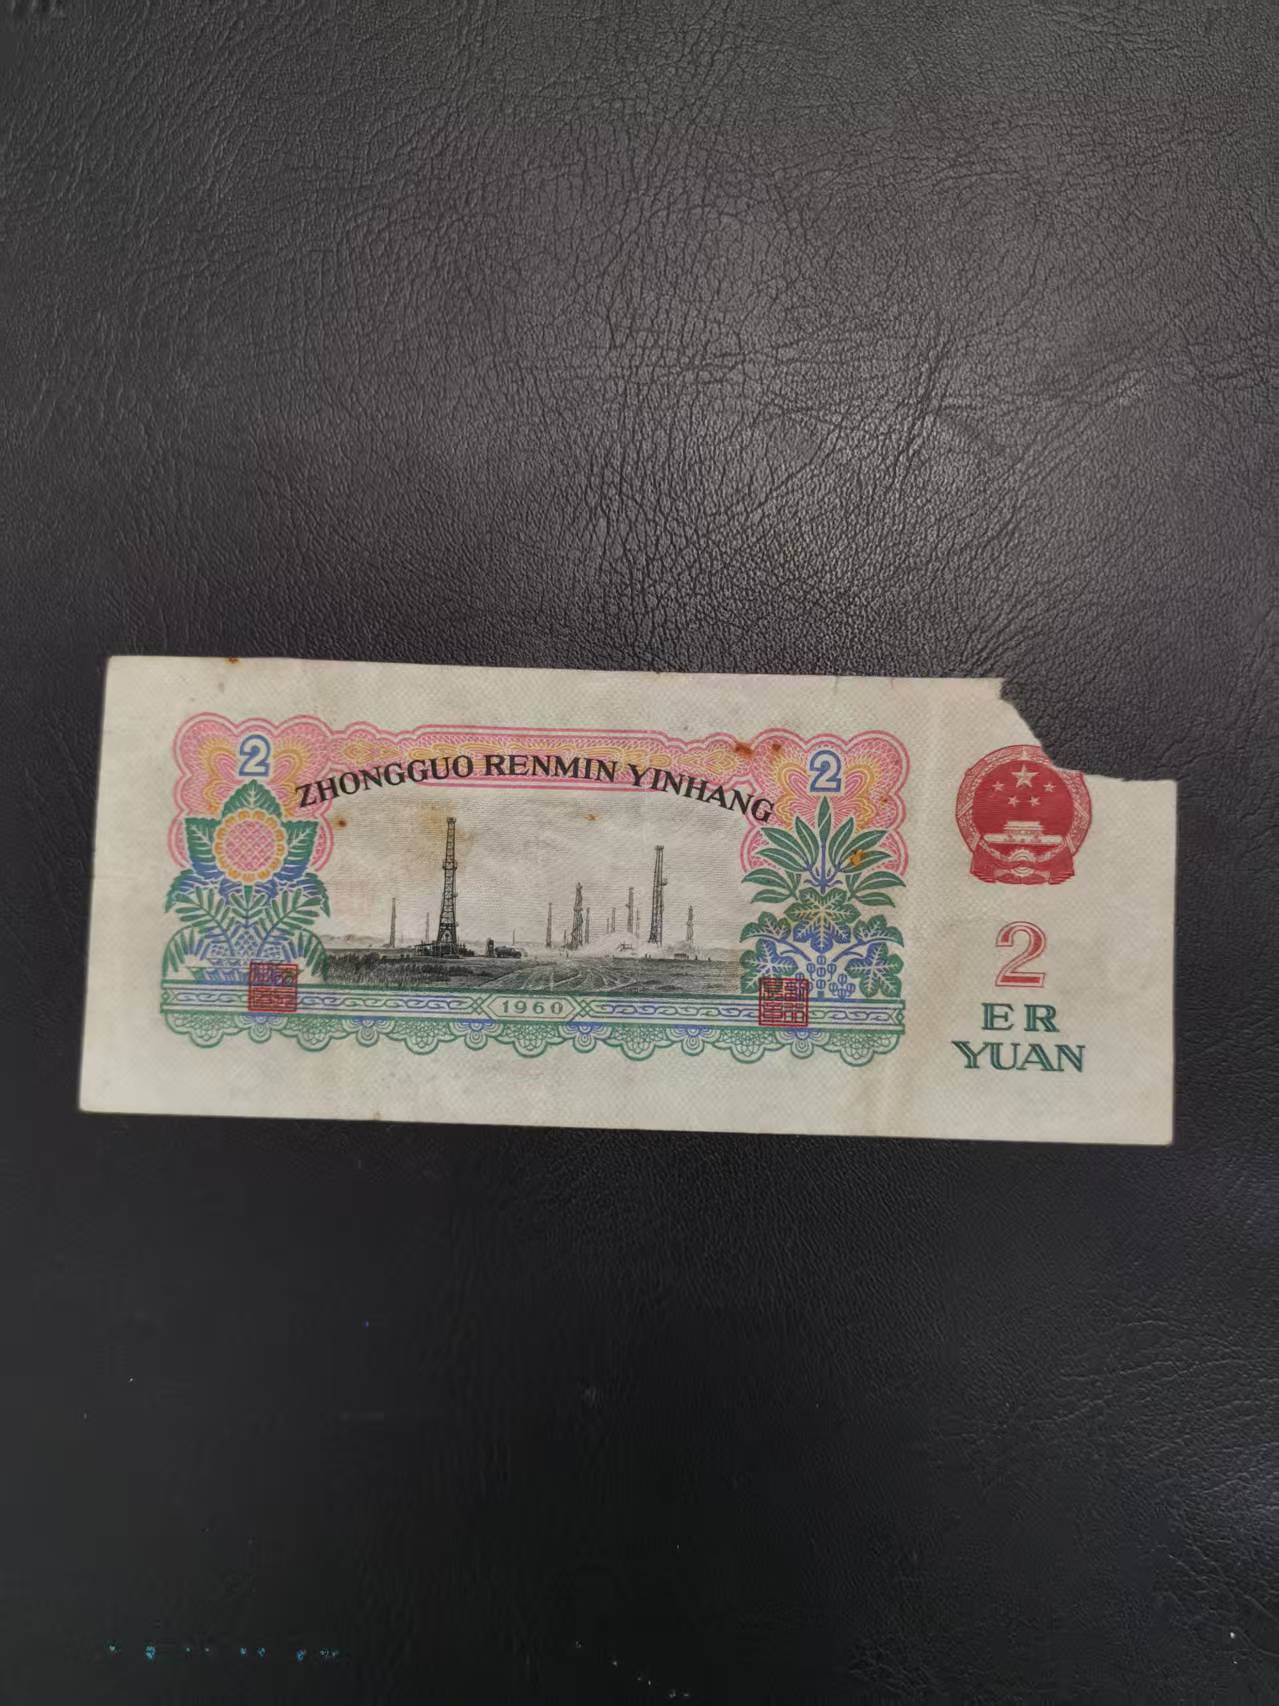 2
ZHONGGUO RENMIN YINHANG
2
1960
2
ER
YUAN